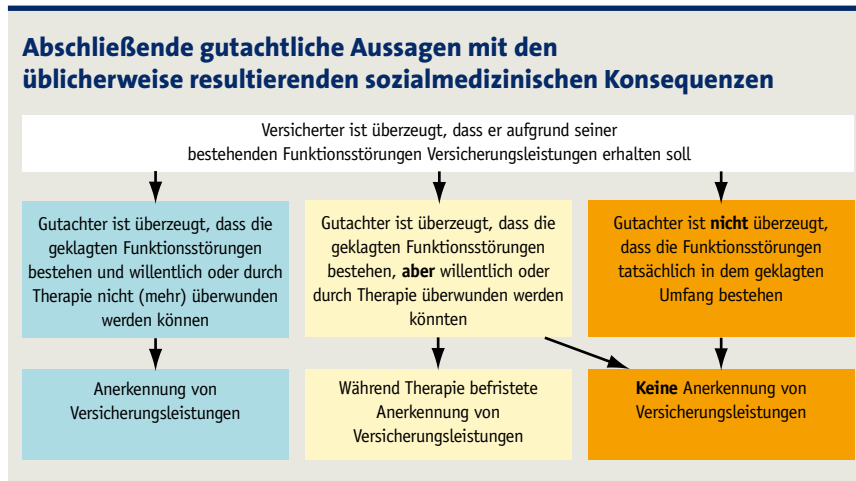 Abschließende gutachtliche Aussagen mit den
üblicherweise resultierenden sozialmedizinischen Konsequenzen
Versicherter ist überzeugt, dass er aufgrund seiner
bestehenden Funktionsstörungen Versicherungsleistungen erhalten soll
Gutachter ist überzeugt, dass die
geklagten Funktionsstörungen
bestehen und willentlich oder durch
Therapie nicht (mehr) überwunden
werden können
Gutachter ist überzeugt, dass die
geklagten Funktionsstörungen
bestehen, aber willentlich oder
durch Therapie überwunden werden
könnten
Gutachter ist nicht überzeugt,
dass die Funktionsstörungen
tatsächlich in dem geklagten
Umfang bestehen
Anerkennung von
Versicherungsleistungen
Während Therapie befristete
Anerkennung von
Versicherungsleistungen
Keine Anerkennung von
Versicherungsleistungen